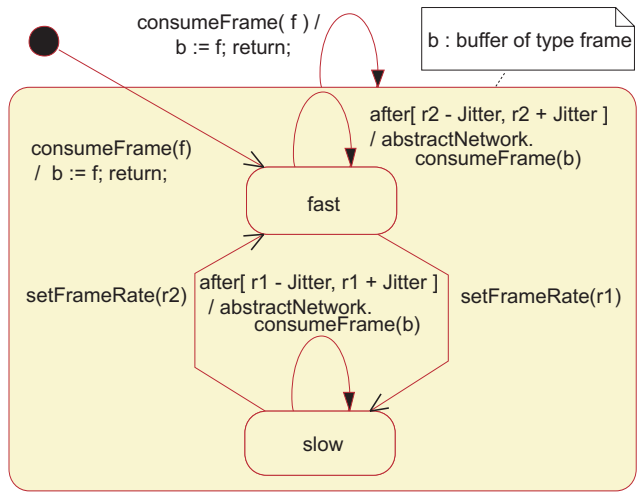 consumeFrame( f ) /
b := f; return;
b : buffer of type frame
after[ r2 - Jitter, r2 + Jitter ]
/ abstractNetwork.
consumeFrame(b)
consumeFrame(f)
/ b := f; return;
fast
setFrameRate(r2)
after[ r1 - Jitter, r1 + Jitter ]
/ abstractNetwork.
consumeFrame(b)
setFrameRate(r1)
slow